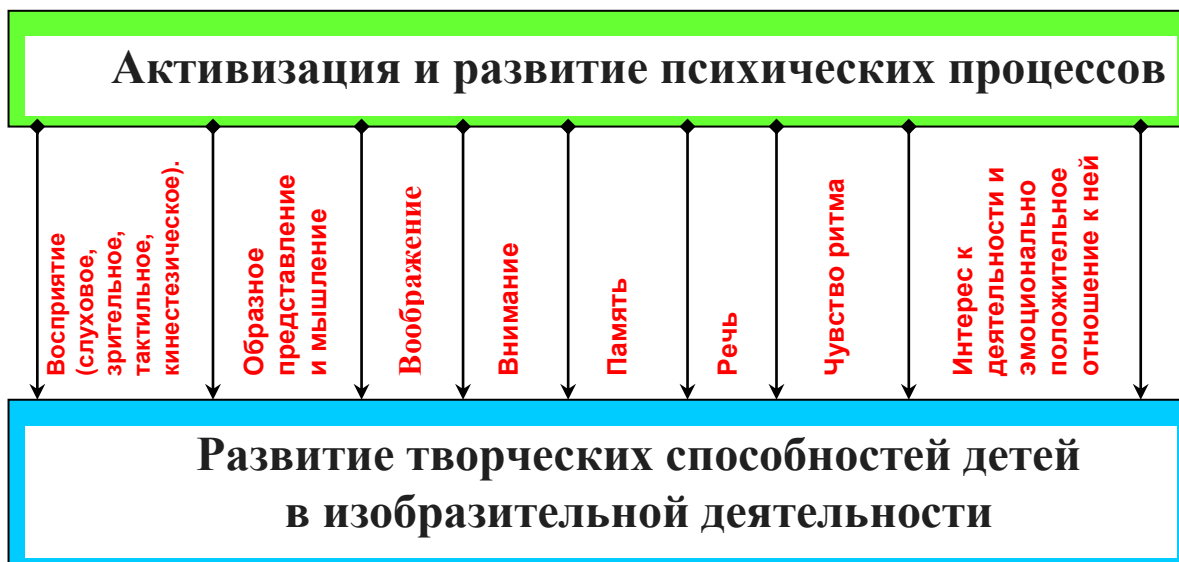 Активизация и развитие психических процессов
Восприятие
(слуховое,
зрительное,
тактильное,
кинестезическое).
Образное
представление
и мышление
Воображение
Внимание
Память
Речь
Чувство ритма
Интерес к
деятельности и
эмоционально
положительное
отношение к ней
Развитие творческих способностей детей
в изобразительной деятельности